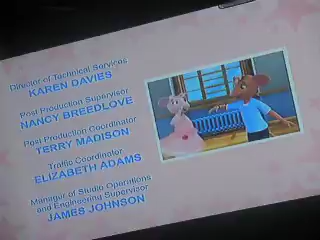 Director of Technical Services
KAREN DAVIES
Post Production Supervisor
NANCY BREEDLOVE
Post Production Coordinator
TERRY MADISON
Traffic Coordinator
ELIZABETH ADAMS
Manager of Studio Operations
and Engineering Supervisor
JAMES JOHNSON